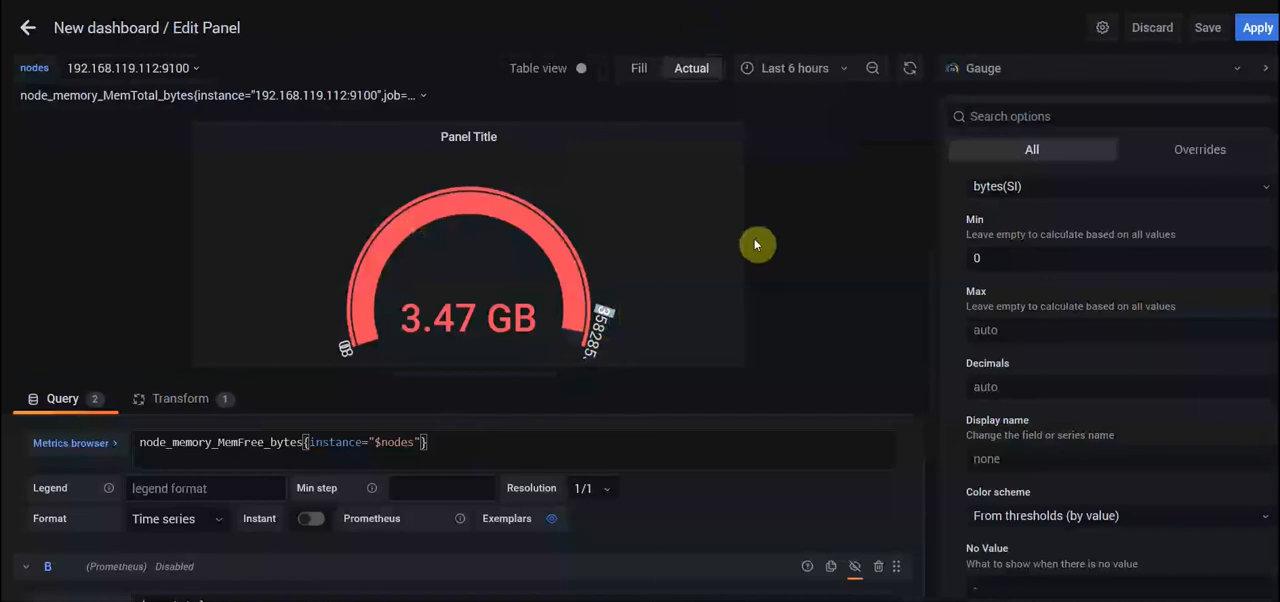 New dashboard / Edit Panel
Discard
Save
Apply
nodes
192.168.119.112:9100
Table view
Fill
Actual
Last 6 hours
Gauge
node_memory_MemTotal_bytes{instance="192.168.119.112:9100",job=...
Search options
Panel Title
All
Overrides
bytes(SI)
Min
Leave empty to calculate based on all values
0
Max
Leave empty to calculate based on all values
auto
3.47 GB
Decimals
auto
Query 2
Transform 1
Display name
Change the field or series name
none
Metrics browser >
node_memory_MemFree_bytes{instance="$nodes"}
Legend
legend format
Min step
Resolution
1/1
Color scheme
From thresholds (by value)
Format
Time series
Instant
Prometheus
Exemplars
No Value
What to show when there is no value
-
B
(Prometheus)
Disabled